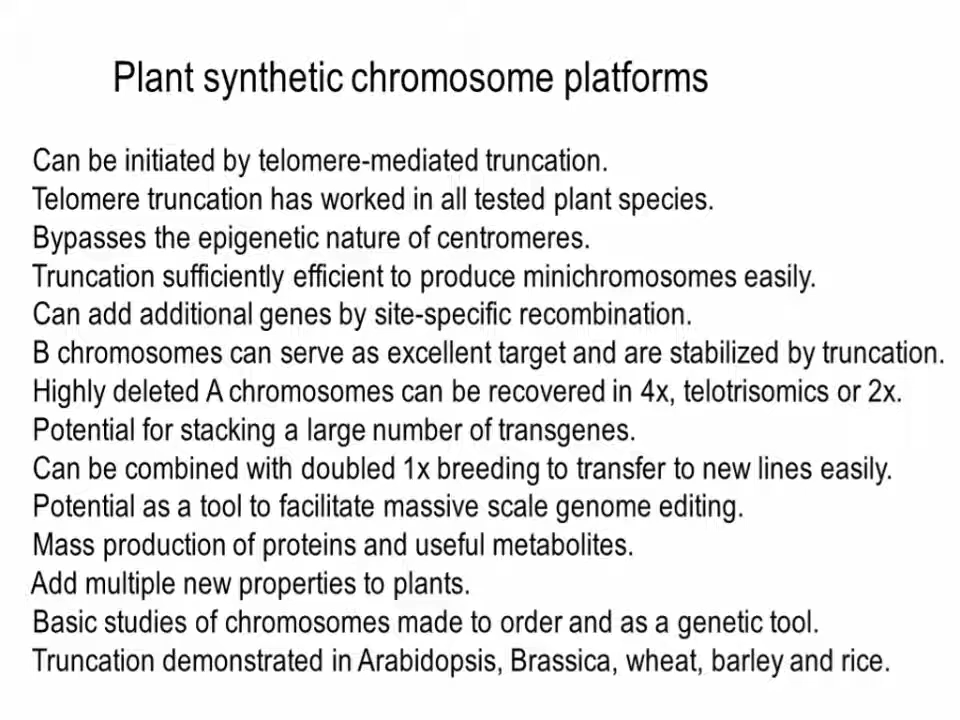 Plant synthetic chromosome platforms
Can be initiated by telomere-mediated truncation.
Telomere truncation has worked in all tested plant species.
Bypasses the epigenetic nature of centromeres.
Truncation sufficiently efficient to produce minichromosomes easily.
Can add additional genes by site-specific recombination.
B chromosomes can serve as excellent target and are stabilized by truncation.
Highly deleted A chromosomes can be recovered in 4x, telotrisomics or 2x.
Potential for stacking a large number of transgenes.
Can be combined with doubled 1x breeding to transfer to new lines easily.
Potential as a tool to facilitate massive scale genome editing.
Mass production of proteins and useful metabolites.
Add multiple new properties to plants.
Basic studies of chromosomes made to order and as a genetic tool.
Truncation demonstrated in Arabidopsis, Brassica, wheat, barley and rice.